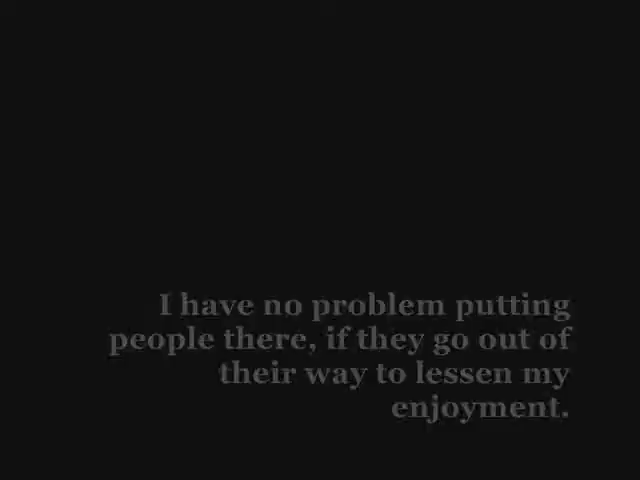 I have no problem putting
people there, if they go out of
their way to lessen my
enjoyment.